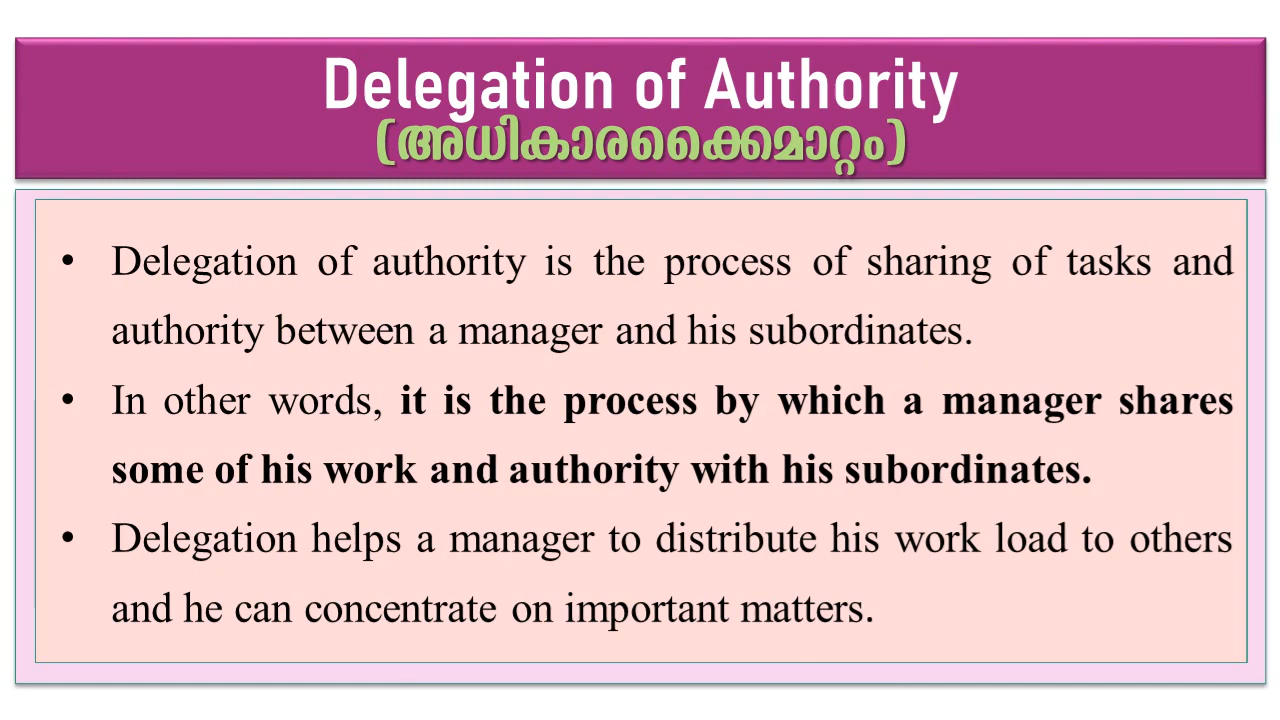 Delegation of Authority
(അധികാരക്കൈമാറ്റം)
• Delegation of authority is the process of sharing of tasks and
authority between a manager and his subordinates.
• In other words, it is the process by which a manager shares
some of his work and authority with his subordinates.
• Delegation helps a manager to distribute his work load to others
and he can concentrate on important matters.